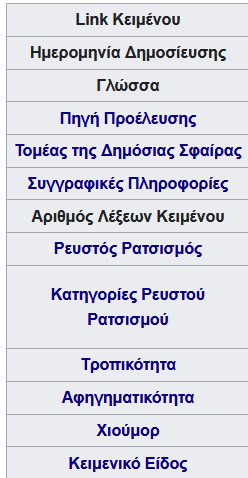 Link Κειμένου
Ημερομηνία Δημοσίευσης
Γλώσσα
Πηγή Προέλευσης
Τομέας της Δημόσιας Σφαίρας
Συγγραφικές Πληροφορίες
Αριθμός Λέξεων Κειμένου
Ρευστός Ρατσισμός
Κατηγορίες Ρευστού
Ρατσισμού
Τροπικότητα
Αφηγηματικότητα
Χιούμορ
Κειμενικό Είδος